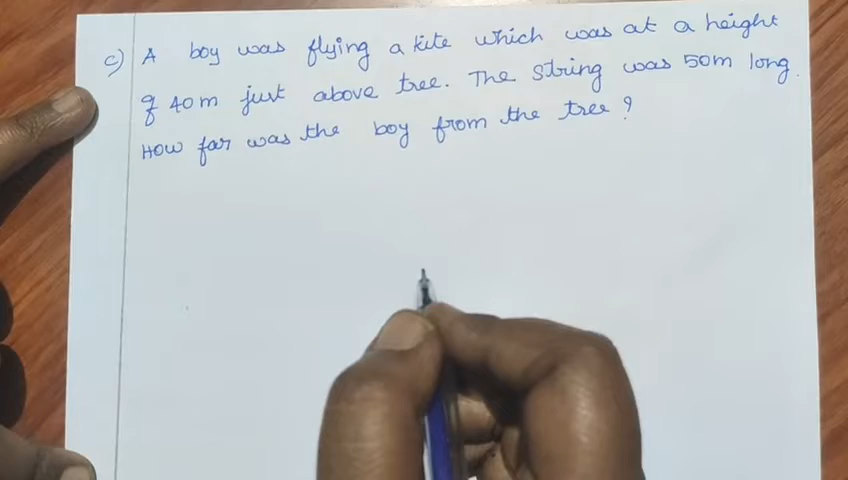 c) A boy was flying a kite which was at a height
of 40m just above tree. The string was 50m long.
How far was the boy from the tree?